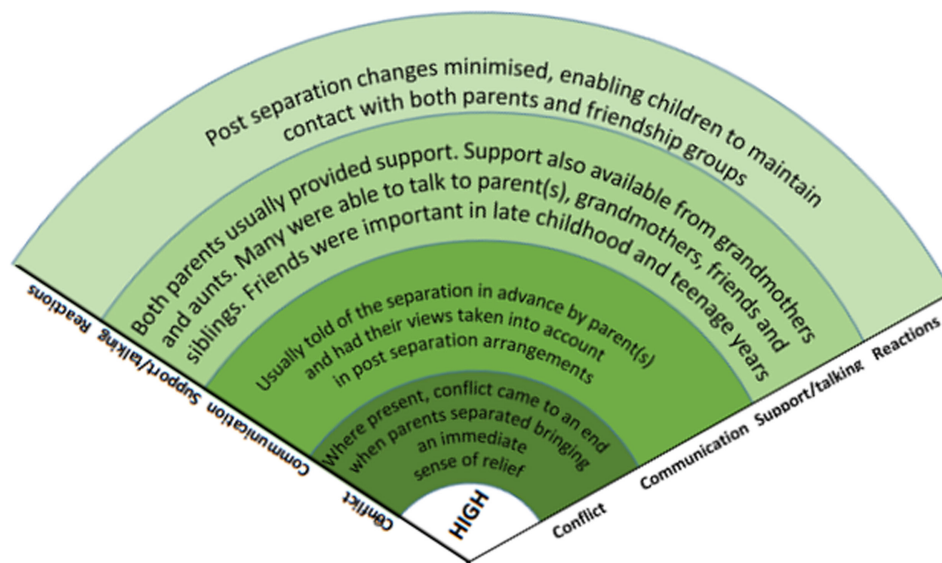 Post separation changes minimised, enabling children to maintain
contact with both parents and friendship groups
Both parents usually provided support. Support also available from grandmothers
and aunts. Many were able to talk to parent(s), grandmothers, friends and
siblings. Friends were important in late childhood and teenage years
Usually told of the separation in advance by parent(s)
and had their views taken into account
in post separation arrangements
Where present, conflict came to an end
when parents separated bringing
an immediate
sense of relief
HIGH
Reactions
Support/talking
Communication
Conflict
Conflict
Communication
Support/talking
Reactions